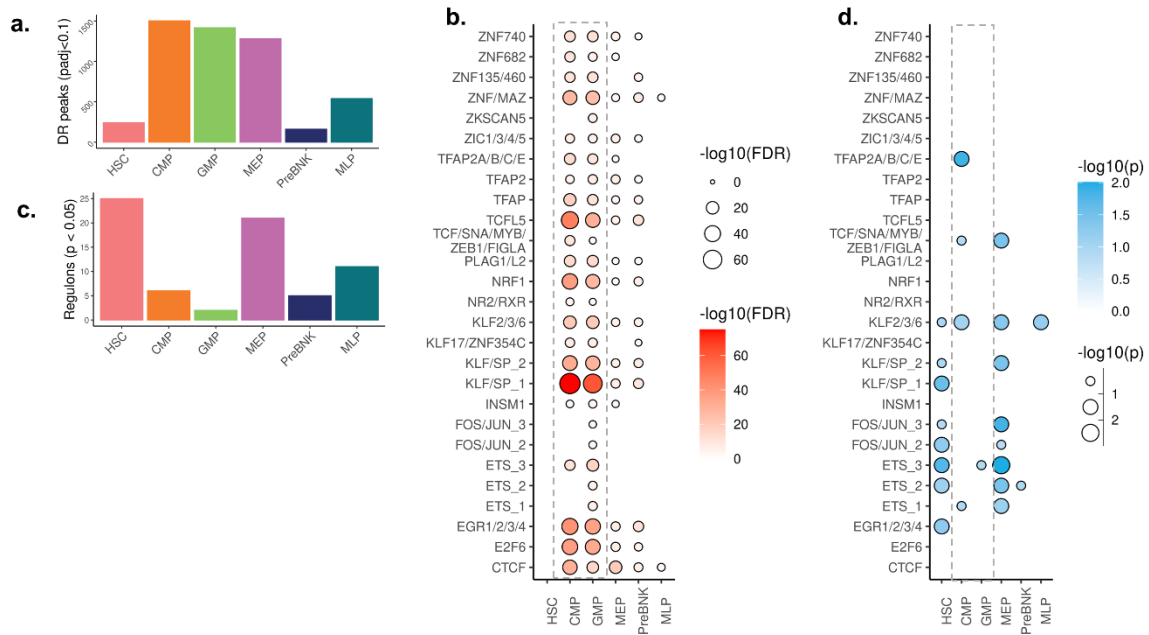 a.
DR peaks (padj<0.1)
1500
1000
500
0
HSC
CMP
GMP
MEP
PreBNK
MLP
c.
Regulons (p < 0.05)
25
20
15
10
5
0
HSC
CMP
GMP
MEP
PreBNK
MLP
b.
ZNF740
ZNF682
ZNF135/460
ZNF/MAZ
ZKSCAN5
ZIC1/3/4/5
TFAP2A/B/C/E
TFAP2
TFAP
TCFL5
TCF/SNA/MYB/
ZEB1/FIGLA
PLAG1/L2
NRF1
NR2/RXR
KLF2/3/6
KLF17/ZNF354C
KLF/SP_2
KLF/SP_1
INSM1
FOS/JUN_3
FOS/JUN_2
ETS_3
ETS_2
ETS_1
EGR1/2/3/4
E2F6
CTCF
HSC
CMP
GMP
MEP
PreBNK
MLP
-log10(FDR)
0
20
40
60
-log10(FDR)
60
40
20
0
d.
ZNF740
ZNF682
ZNF135/460
ZNF/MAZ
ZKSCAN5
ZIC1/3/4/5
TFAP2A/B/C/E
TFAP2
TFAP
TCFL5
TCF/SNA/MYB/
ZEB1/FIGLA
PLAG1/L2
NRF1
NR2/RXR
KLF2/3/6
KLF17/ZNF354C
KLF/SP_2
KLF/SP_1
INSM1
FOS/JUN_3
FOS/JUN_2
ETS_3
ETS_2
ETS_1
EGR1/2/3/4
E2F6
CTCF
HSC
CMP
GMP
MEP
PreBNK
MLP
-log10(p)
2.0
1.5
1.0
0.5
0.0
-log10(p)
1
2